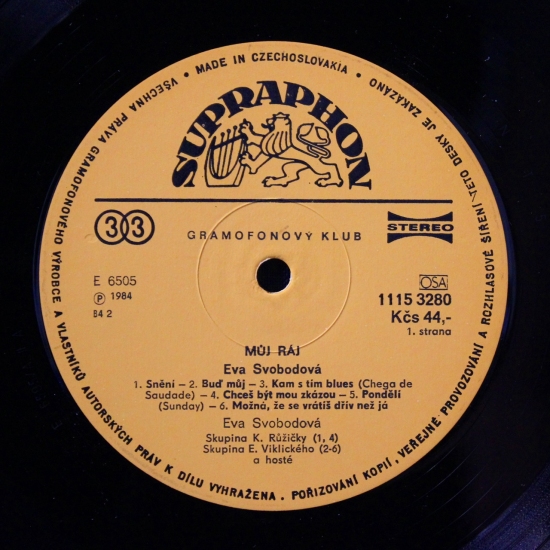 • MADE IN CZECHOSLOVAKIA •
VŠECHNA PRÁVA GRAMOFONOVÉHO VÝROBCE A VLASTNÍKŮ AUTORSKÝCH PRÁV K DÍLU VYHRAŽENA. POŘIZOVÁNÍ KOPIÍ, VEŘEJNÉ PROVOZOVÁNÍ A ROZHLASOVÉ ŠÍŘENÍ TÉTO DESKY JE ZAKÁZÁNO
SUPRAPHON
33
GRAMOFONOVÝ KLUB
STEREO
E 6505
Ⓟ 1984
84 2
OSA
1115 3280
Kčs 44,-
1. strana
MŮJ RÁJ
Eva Svobodová
1. Snění – 2. Buď můj – 3. Kam s tím blues (Chega de
Saudade) – 4. Chceš být mou zkázou – 5. Pondělí
(Sunday) – 6. Možná, že se vrátíš dřív než já
Eva Svobodová
Skupina K. Růžičky (1, 4)
Skupina E. Viklického (2-6)
a hosté